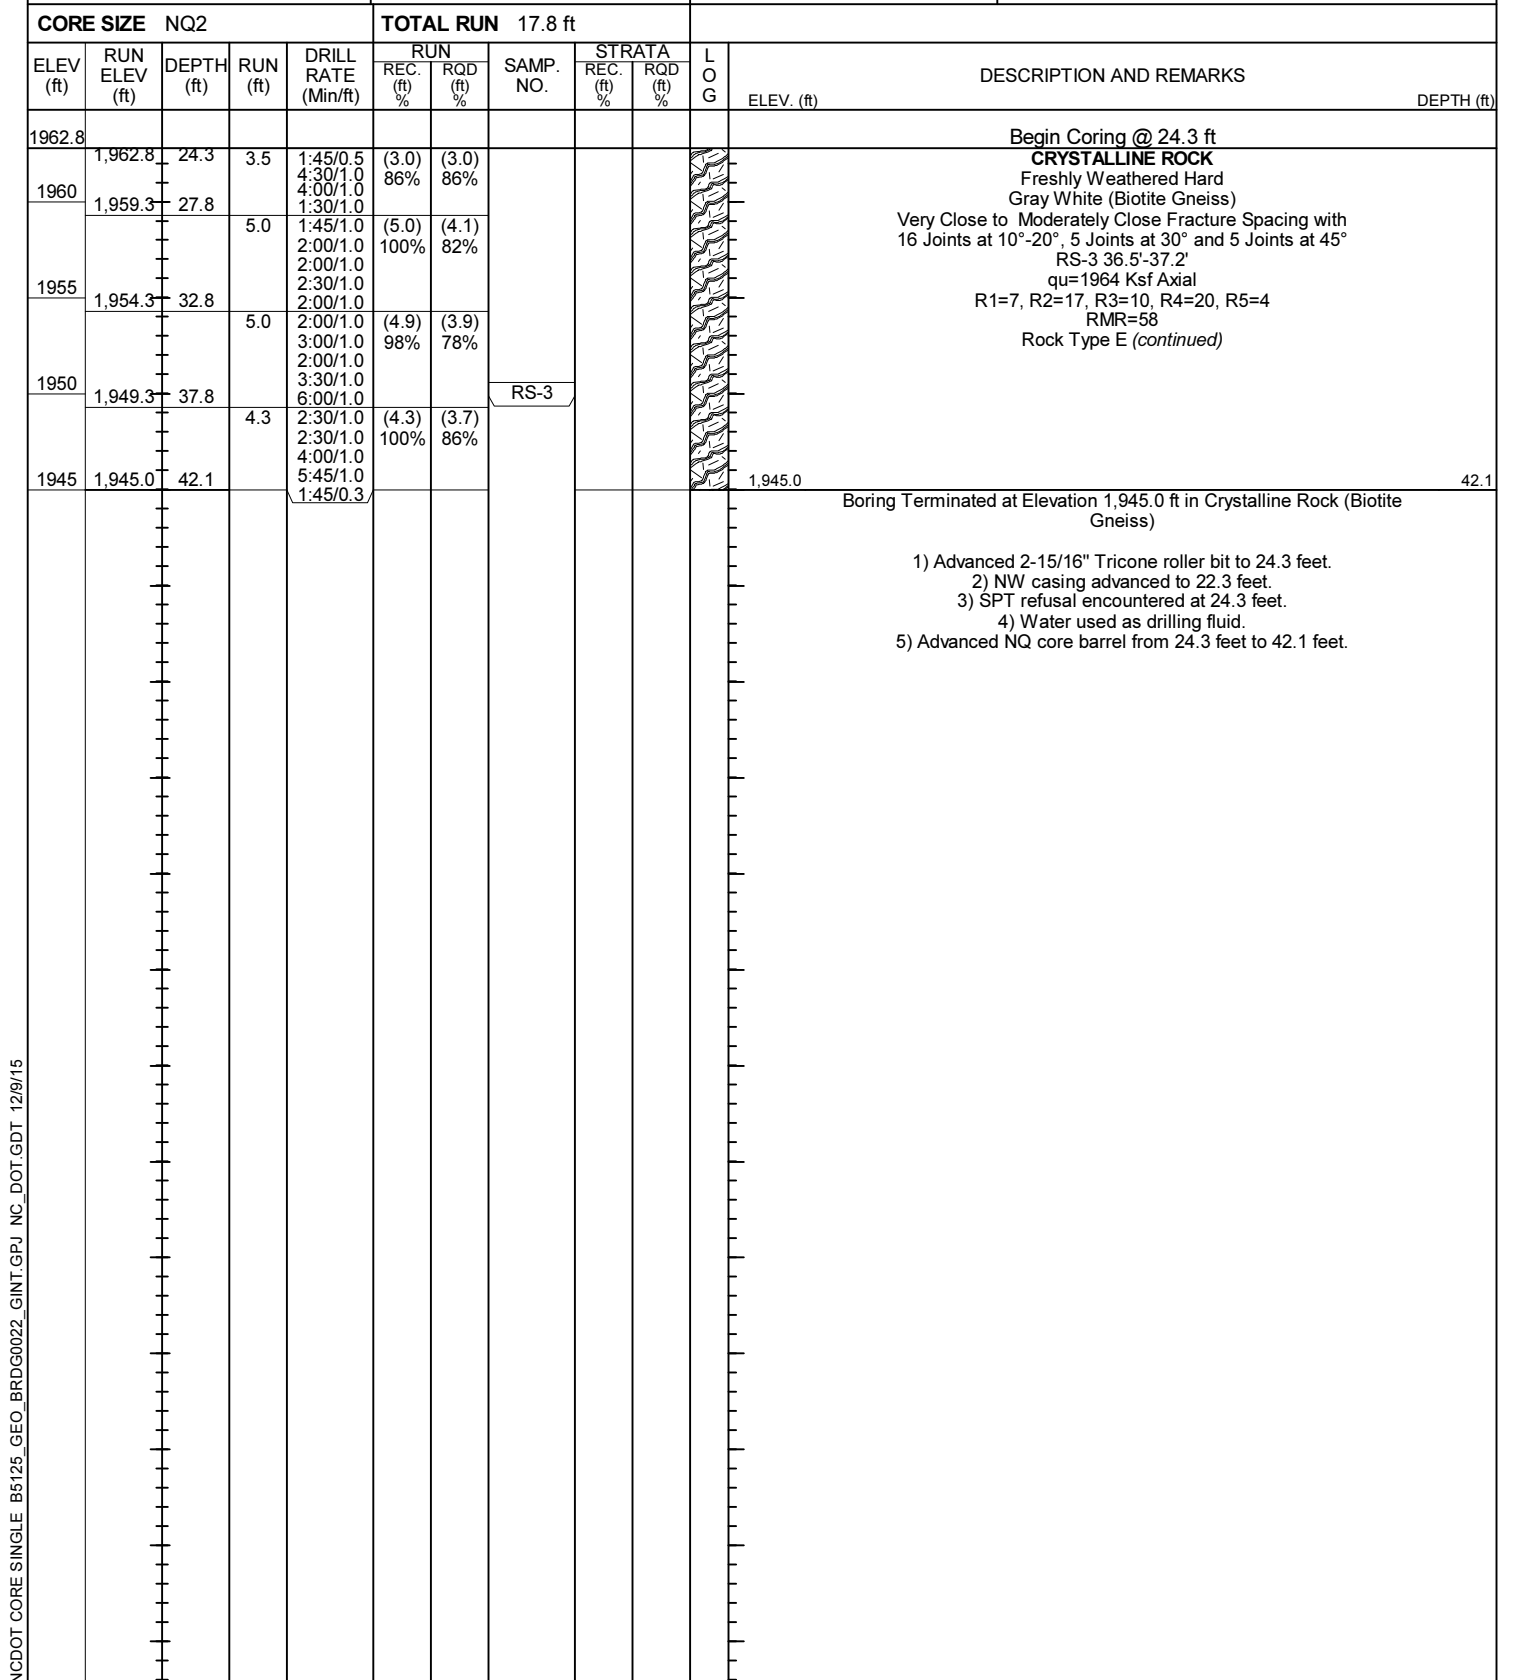 CORE SIZE NQ2 TOTAL RUN 17.8 ft
ELEV (ft) RUN ELEV (ft) DEPTH (ft) RUN (ft) DRILL RATE (Min/ft) RUN REC. (ft) % RQD (ft) % SAMP. NO. STRATA REC. (ft) % RQD (ft) % L O G DESCRIPTION AND REMARKS
ELEV. (ft) DEPTH (ft)
1962.8 Begin Coring @ 24.3 ft
1,962.8 24.3 3.5 1:45/0.5 (3.0) (3.0) CRYSTALLINE ROCK
4:30/1.0 86% 86% Freshly Weathered Hard
1960 4:00/1.0 Gray White (Biotite Gneiss)
1,959.3 27.8 1:30/1.0
5.0 1:45/1.0 (5.0) (4.1) Very Close to Moderately Close Fracture Spacing with
2:00/1.0 100% 82% 16 Joints at 10°-20°, 5 Joints at 30° and 5 Joints at 45°
2:00/1.0 RS-3 36.5'-37.2'
1955 2:30/1.0 qu=1964 Ksf Axial
1,954.3 32.8 2:00/1.0 R1=7, R2=17, R3=10, R4=20, R5=4
5.0 2:00/1.0 (4.9) (3.9) RMR=58
3:00/1.0 98% 78% Rock Type E (continued)
2:00/1.0
1950 3:30/1.0
1,949.3 37.8 6:00/1.0 RS-3
4.3 2:30/1.0 (4.3) (3.7)
2:30/1.0 100% 86%
4:00/1.0
1945 1,945.0 42.1 5:45/1.0 1,945.0 42.1
1:45/0.3
Boring Terminated at Elevation 1,945.0 ft in Crystalline Rock (Biotite
Gneiss)
1) Advanced 2-15/16" Tricone roller bit to 24.3 feet.
2) NW casing advanced to 22.3 feet.
3) SPT refusal encountered at 24.3 feet.
4) Water used as drilling fluid.
5) Advanced NQ core barrel from 24.3 feet to 42.1 feet.
CORE SINGLE B5125_GEO_BRDG0022_GINT.GPJ NC_DOT.GDT 12/9/15